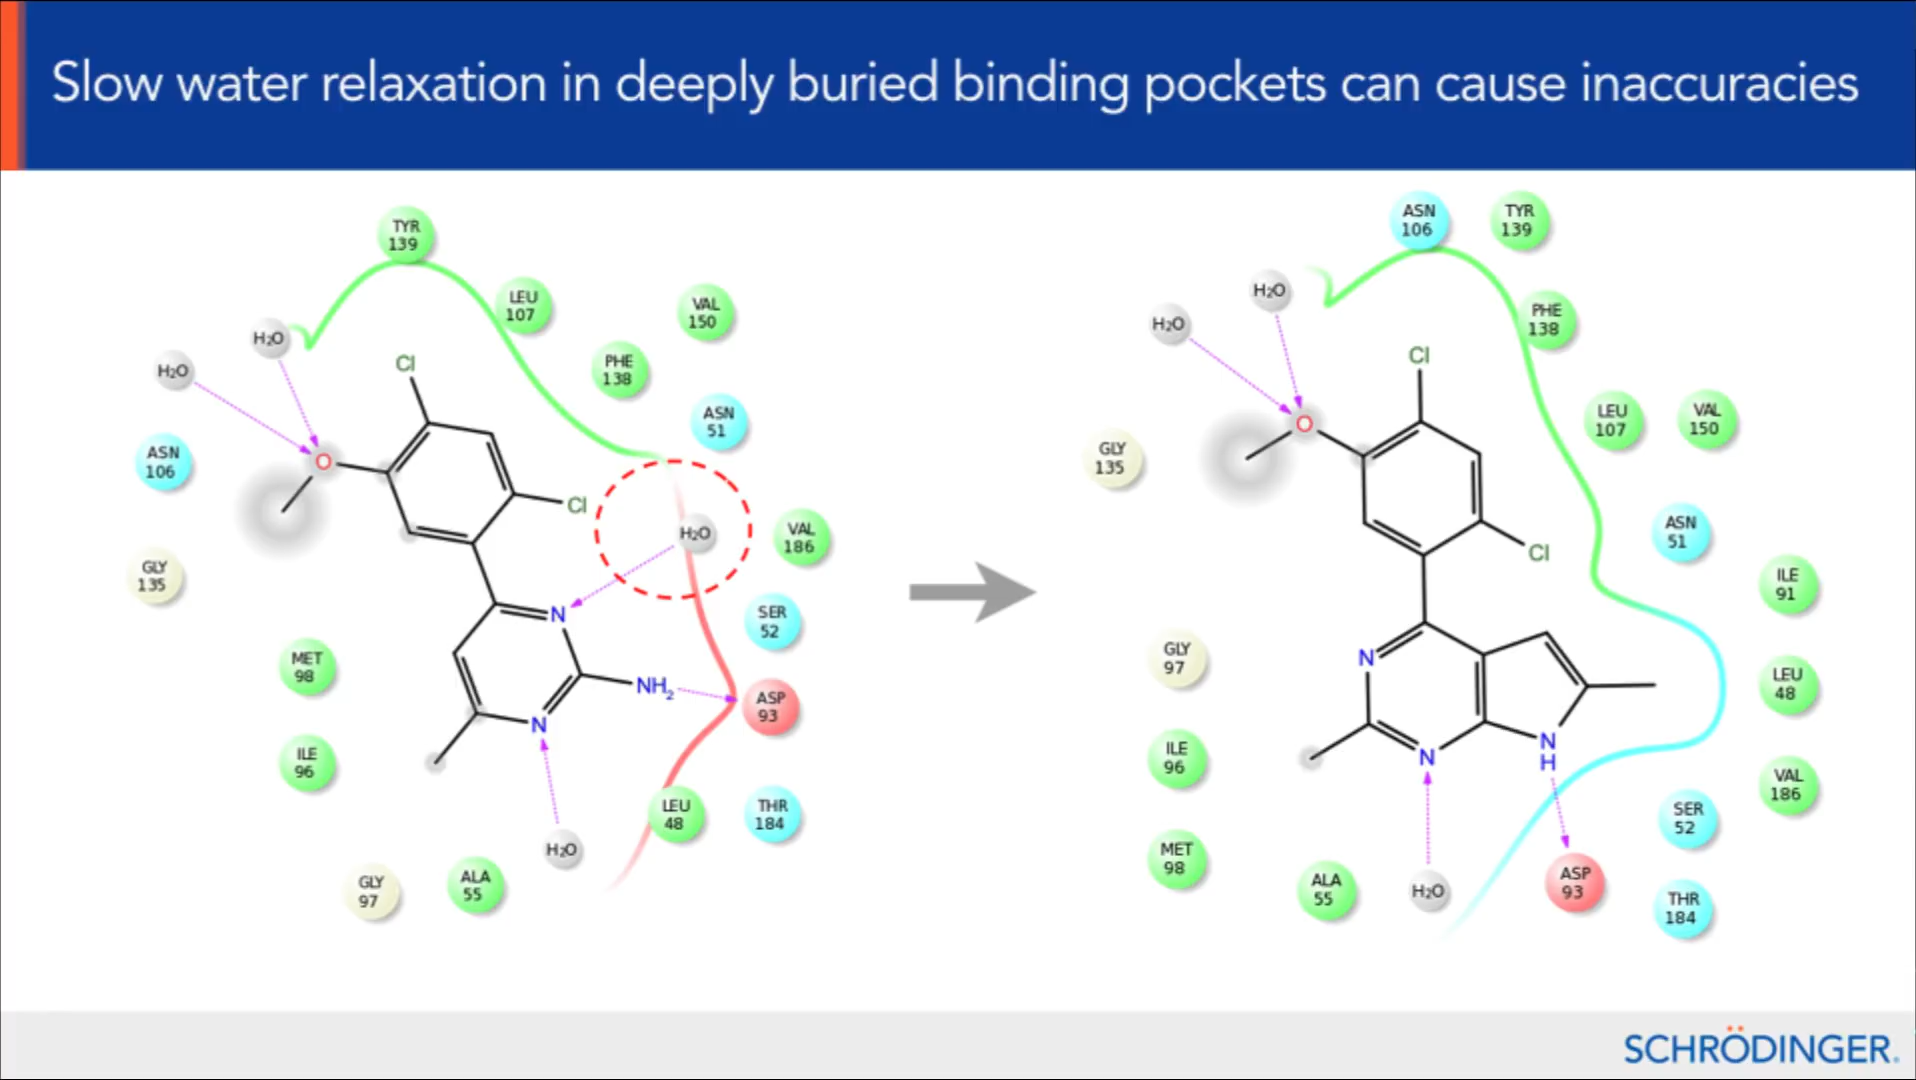 Slow water relaxation in deeply buried binding pockets can cause inaccuracies
TYR
139
LEU
107
VAL
150
H₂O
H₂O
Cl
PHE
138
ASN
51
ASN
106
O
Cl
H₂O
VAL
186
GLY
135
N
SER
52
MET
98
NH₂
ASP
93
N
ILE
96
LEU
48
THR
184
H₂O
GLY
97
ALA
55
ASN
106
TYR
139
H₂O
H₂O
PHE
138
Cl
O
LEU
107
VAL
150
GLY
135
Cl
ASN
51
ILE
91
GLY
97
N
LEU
48
ILE
96
N
N
H
VAL
186
SER
52
MET
98
ALA
55
H₂O
ASP
93
THR
184
SCHRÖDINGER.